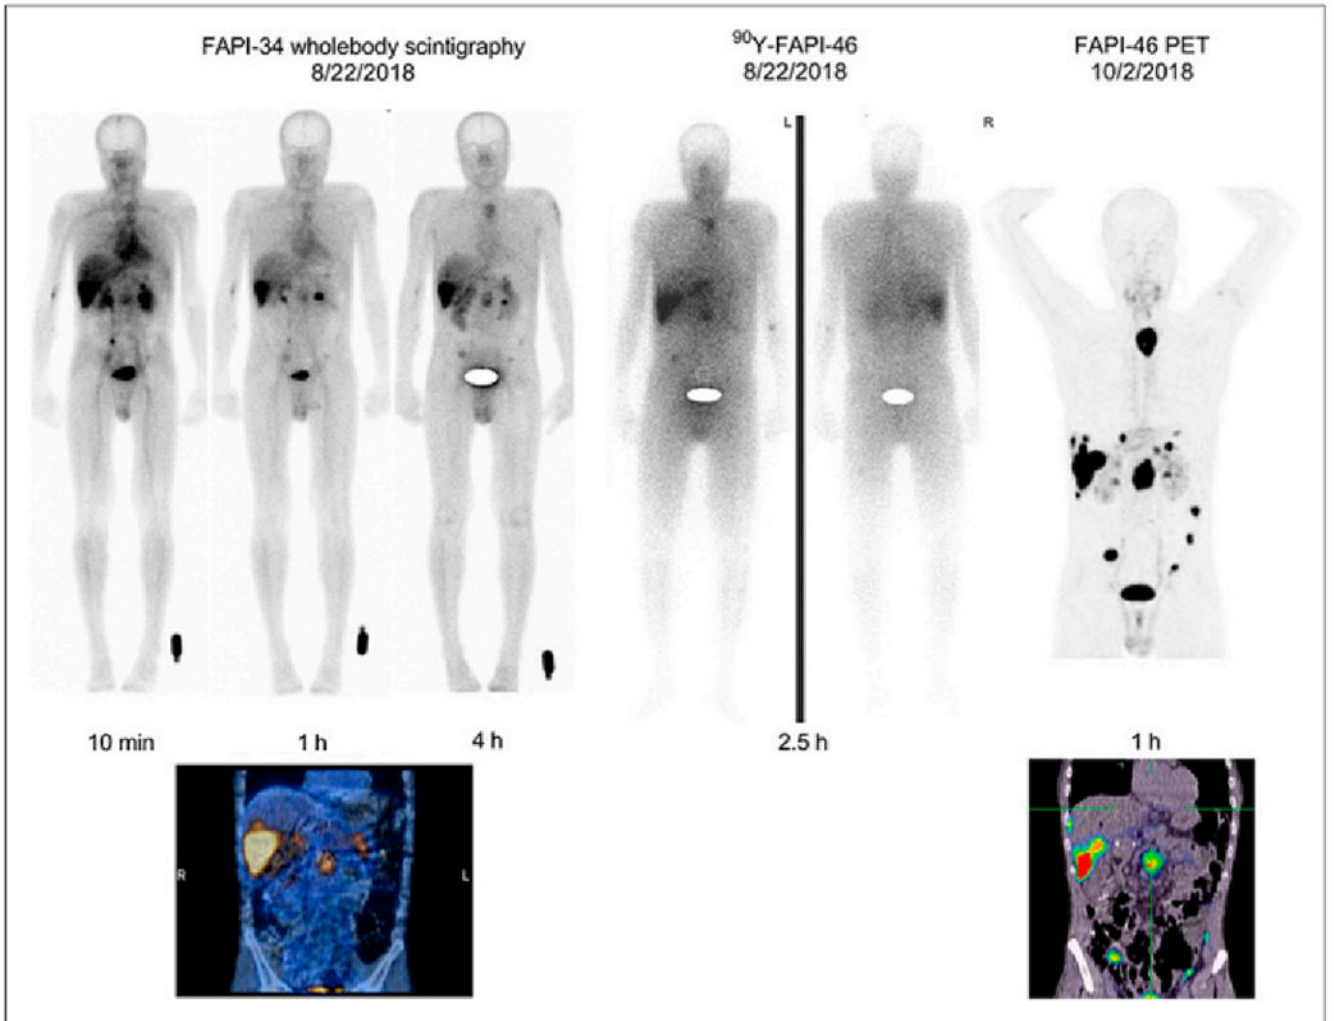 FAPI-34 wholebody scintigraphy
8/22/2018
⁹⁰Y-FAPI-46
8/22/2018
FAPI-46 PET
10/2/2018
L
R
10 min
1 h
4 h
2.5 h
1 h
R
L